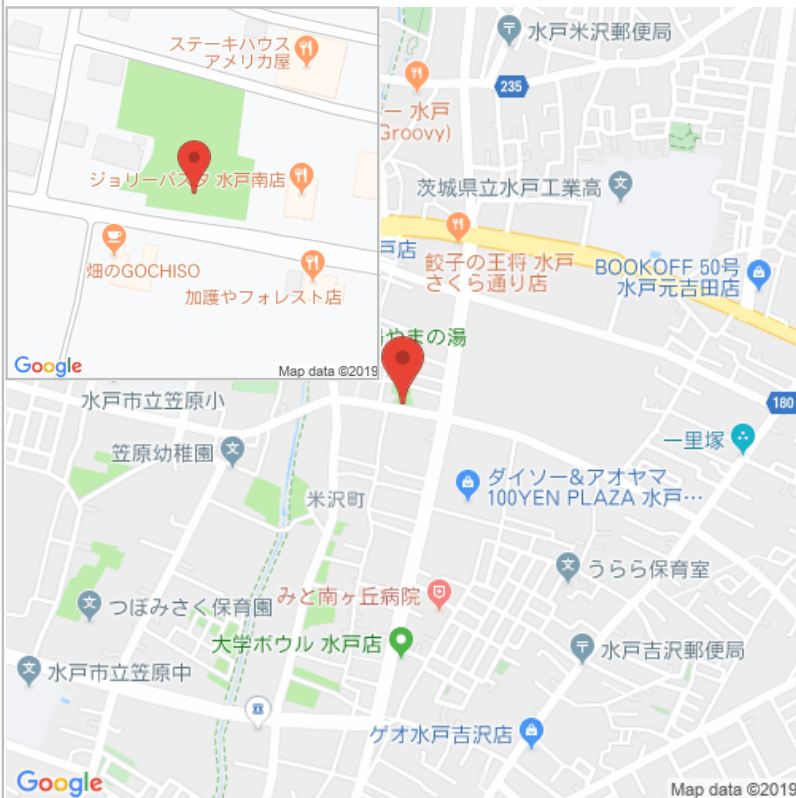 ステーキハウス
アメリカ屋
ジョリーパスタ 水戸南店
畑のGOCHISO
加護やフォレスト店
Google
Map data ©2019
水戸米沢郵便局
235
ー 水戸
Groovy)
茨城県立水戸工業高
戸店
餃子の王将 水戸
さくら通り店
BOOKOFF 50号
水戸元吉田店
やまの湯
180
水戸市立笠原小
一里塚
笠原幼稚園
ダイソー&アオヤマ
100YEN PLAZA 水戸…
米沢町
うらら保育室
みと南ヶ丘病院
つぼみさく保育園
大学ボウル 水戸店
水戸吉沢郵便局
水戸市立笠原中
ゲオ水戸吉沢店
Google
Map data ©2019